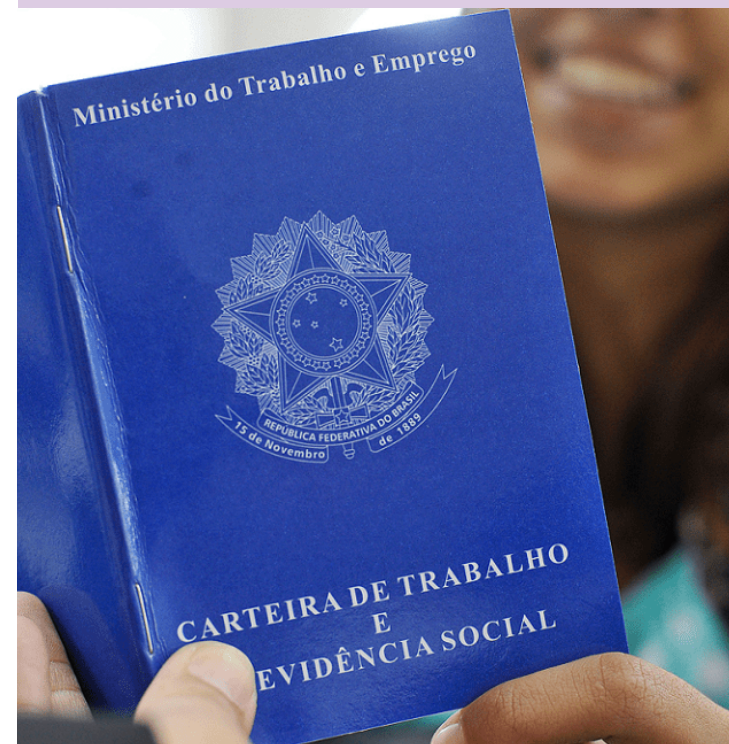 Ministério do Trabalho e Emprego
REPÚBLICA FEDERATIVA DO BRASIL
15 de Novembro de 1889
CARTEIRA DE TRABALHO
E
EVIDÊNCIA SOCIAL